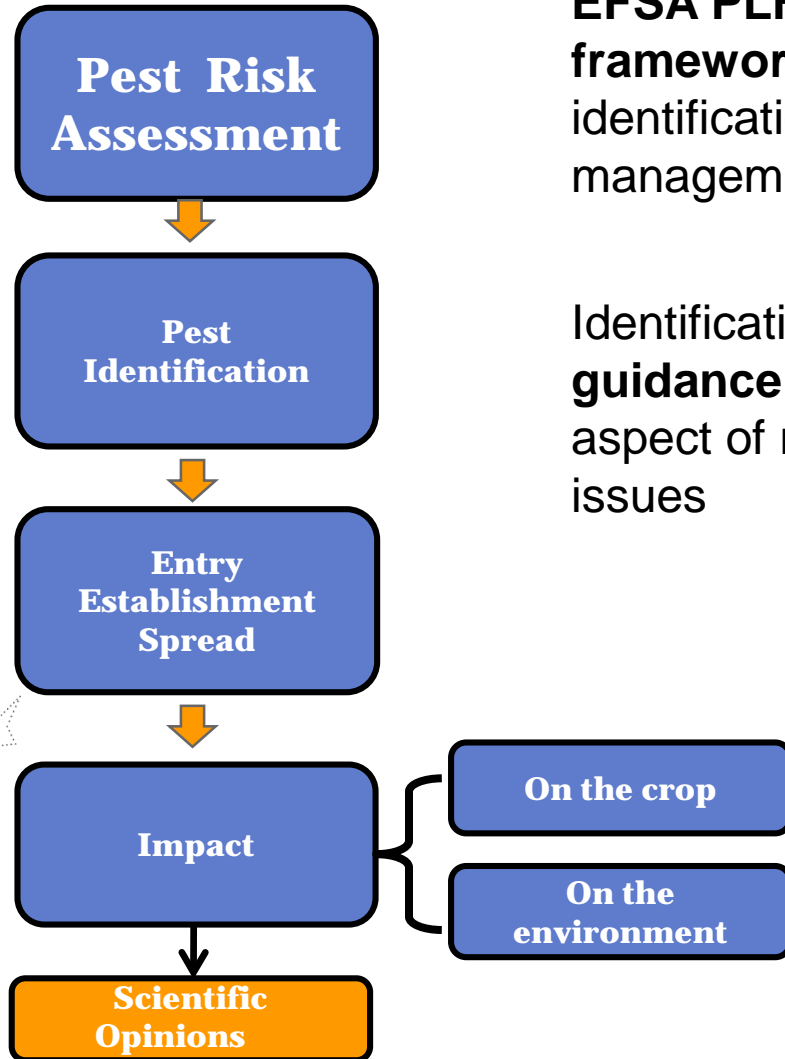 Pest Risk
Assessment
EFSA
identificati
managem
Pest
Identification
Identificati
guidance
aspect of
issues
Entry
Establishment
Spread
Impact
On the crop
On the
environment
Scientific
Opinions